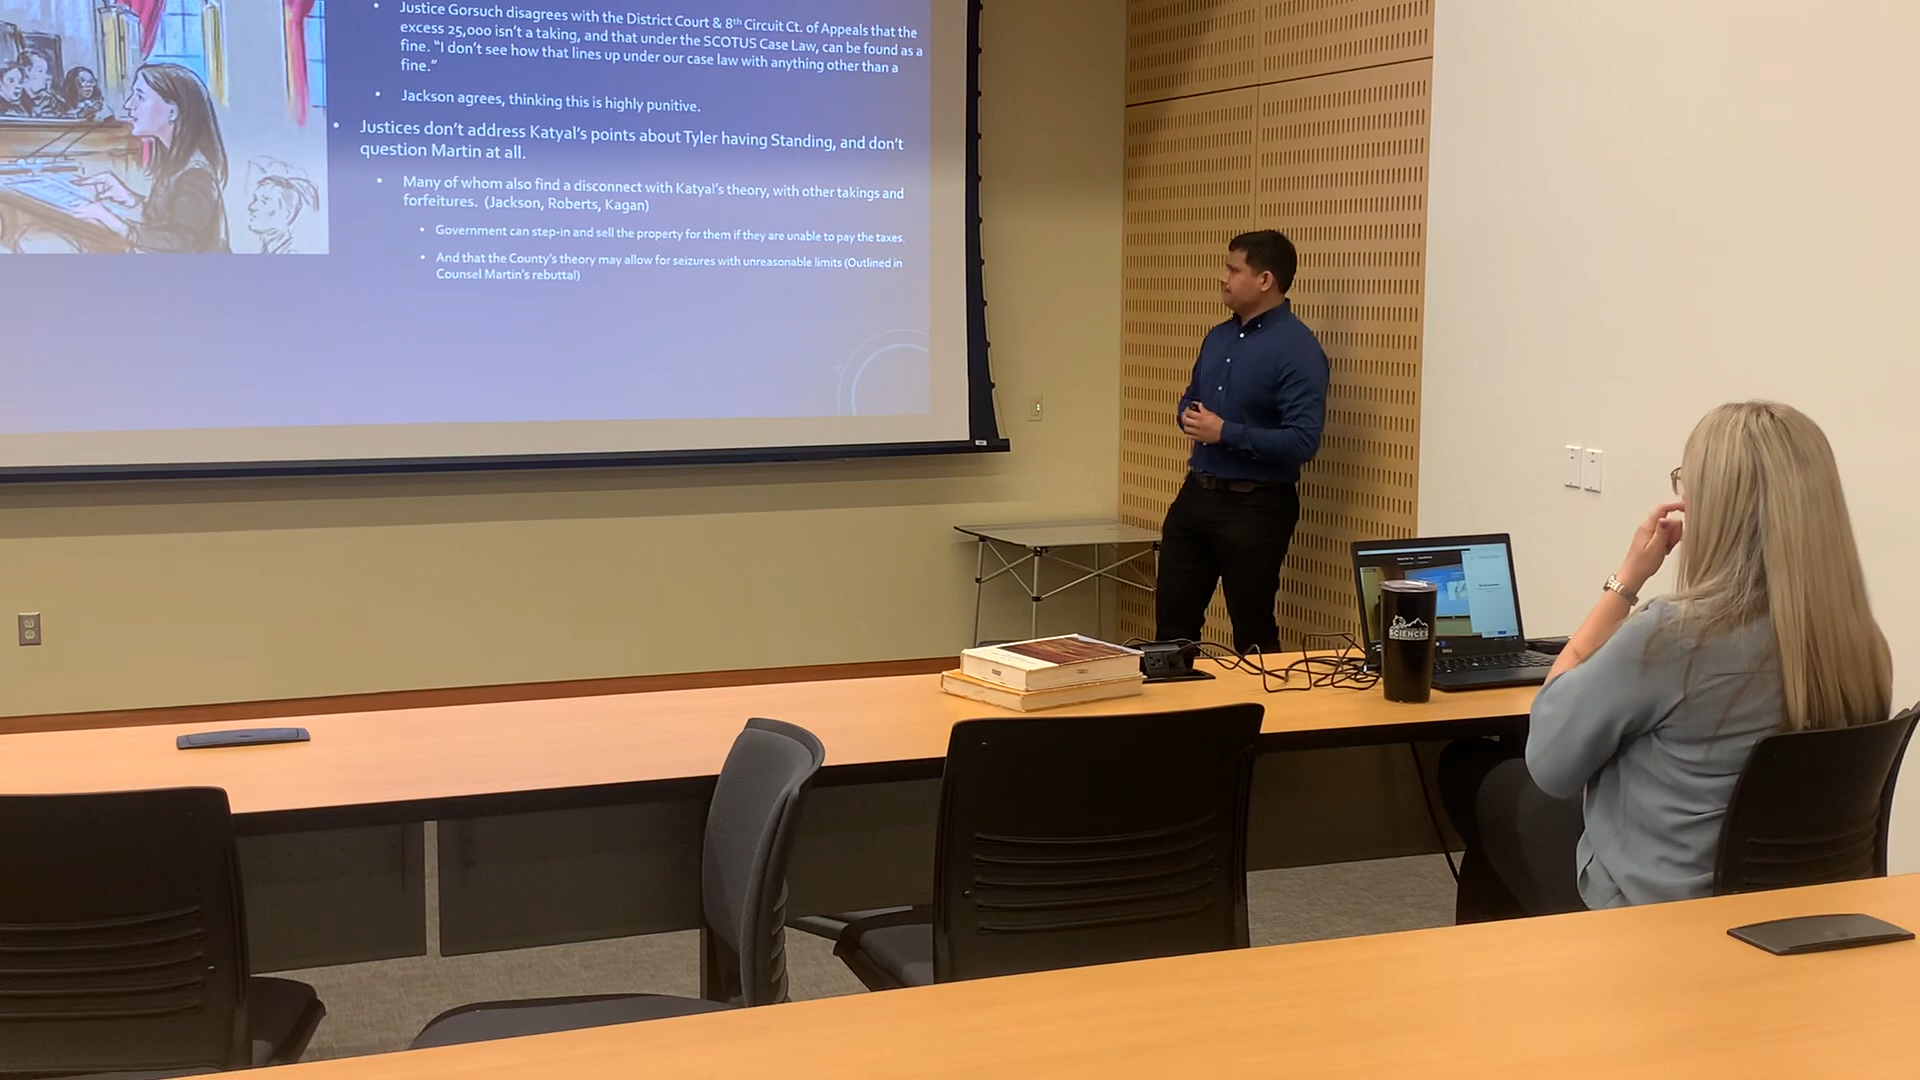 Justice Gorsuch disagrees with the District Court & 8th Circuit Ct. of Appeals that the
excess 25,000 isn't a taking, and that under the SCOTUS Case Law, can be found as a
fine. "I don't see how that lines up under our case law with anything other than a
fine."
Jackson agrees, thinking this is highly punitive.
Justices don't address Katyal's points about Tyler having Standing, and don't
question Martin at all.
Many of whom also find a disconnect with Katyal's theory, with other takings and
forfeitures. (Jackson, Roberts, Kagan)
Government can step-in and sell the property for them if they are unable to pay the taxes.
And that the County's theory may allow for seizures with unreasonable limits (Outlined in
Counsel Martin's rebuttal)
SCIENCES
DELL